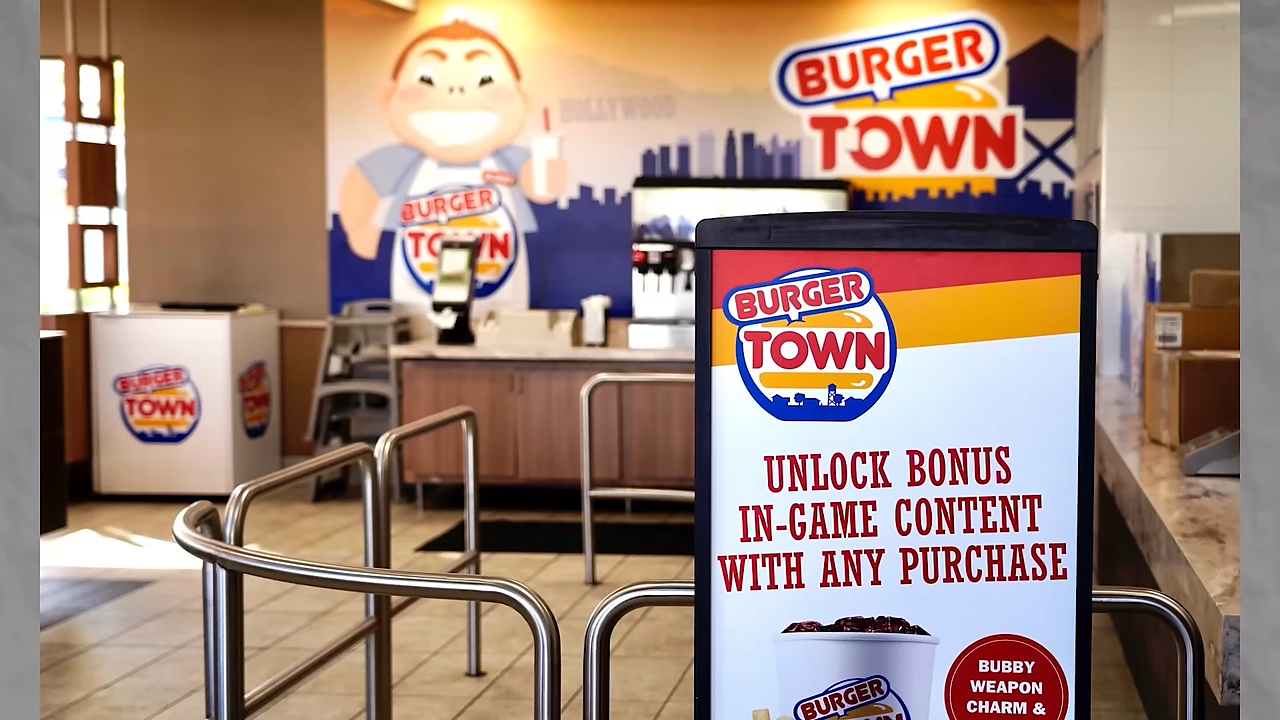 BURGER
TOWN
BURGER
TOWN
BURGER
TOWN
BURGER
TOWN
UNLOCK BONUS
IN-GAME CONTENT
WITH ANY PURCHASE
BURGER
TOWN
BUBBY
WEAPON
CHARM &